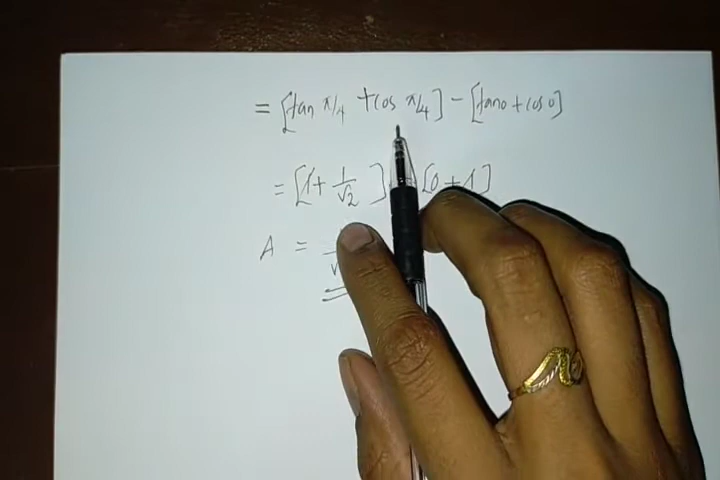 = [tan π/4 + cos π/4] - [tan 0 + cos 0]
= [1 + 1/√2 ] [0 + 1]
A =